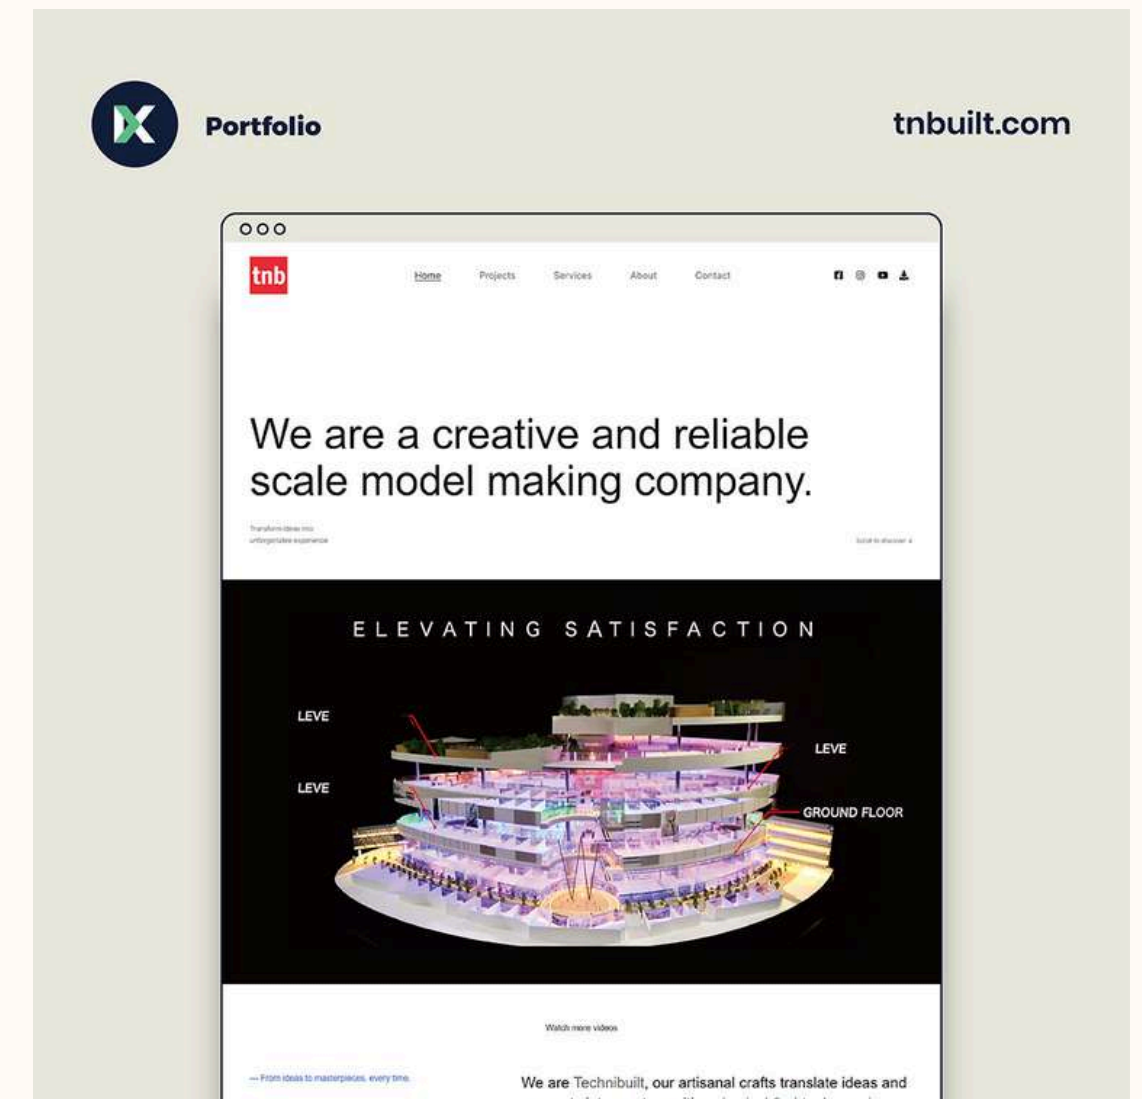 Portfolio
tnbuilt.com
tnb
Home Projects Services About Contact
We are a creative and reliable
scale model making company.
Transform ideas into
unforgettable experience
Scroll to discover ↓
ELEVATING SATISFACTION
LEVE
LEVE
LEVE
GROUND FLOOR
Watch more videos
— From ideas to masterpieces, every time.
We are Technibuilt, our artisanal crafts translate ideas and